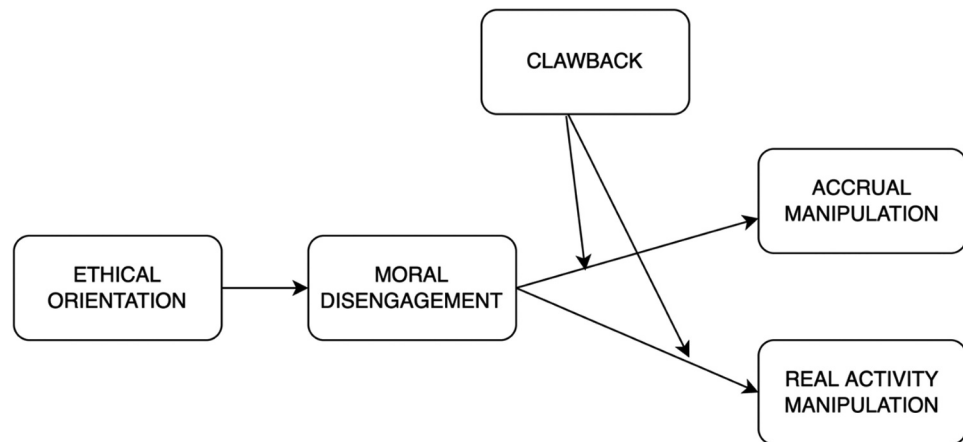 CLAWBACK
ACCRUAL
MANIPULATION
ETHICAL
ORIENTATION
MORAL
DISENGAGEMENT
REAL ACTIVITY
MANIPULATION